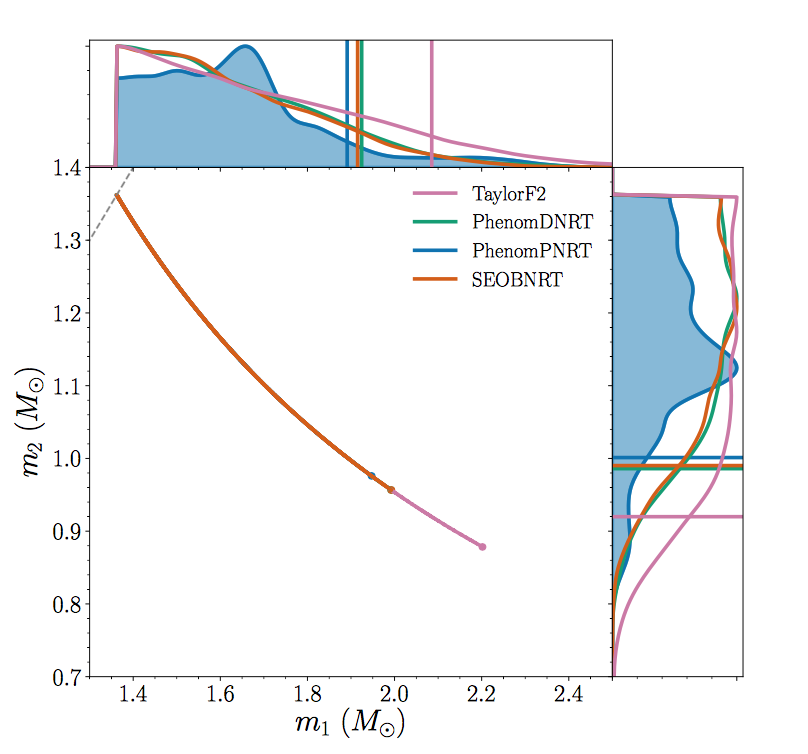 1.4
TaylorF2
PhenomDNRT
1.3
PhenomPNRT
SEOBNRT
1.2
1.1
m₂ (M⊙)
1.0
0.9
0.8
0.7
1.4 1.6 1.8 2.0 2.2 2.4
m₁ (M⊙)